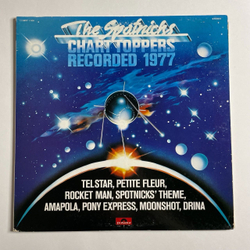 The Spotnicks
CHART TOPPERS
RECORDED 1977
TELSTAR, PETITE FLEUR,
ROCKET MAN, SPOTNICKS' THEME,
AMAPOLA, PONY EXPRESS, MOONSHOT, DRINA